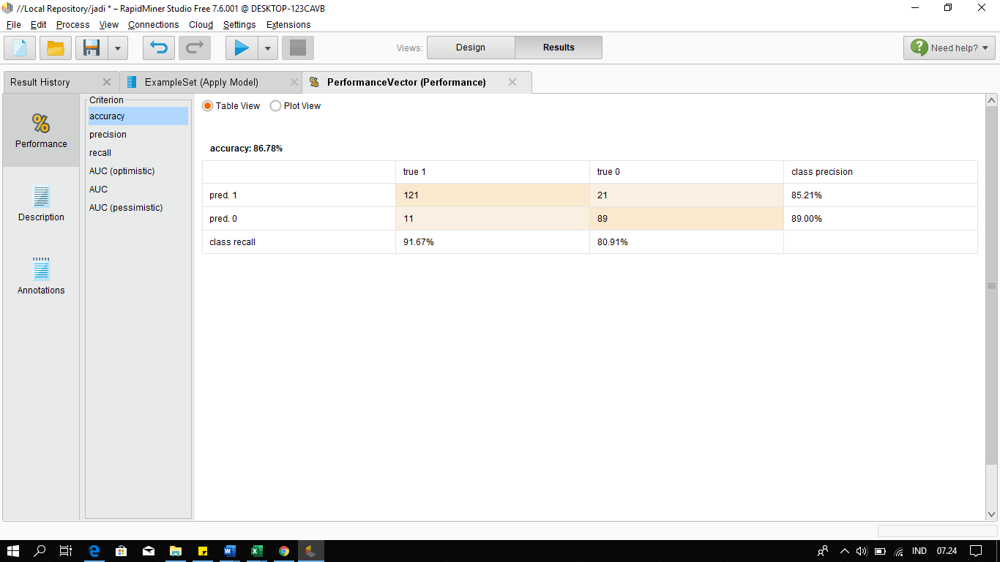 //Local Repository/jadi * – RapidMiner Studio Free 7.6.001 @ DESKTOP-123CAVB
File Edit Process View Connections Cloud Settings Extensions
Views: Design Results Need help?
Result History ExampleSet (Apply Model) PerformanceVector (Performance)
Performance
Description
Annotations
Criterion
accuracy
precision
recall
AUC (optimistic)
AUC
AUC (pessimistic)
Table View Plot View
accuracy: 86.78%
true 1 true 0 class precision
pred. 1 121 21 85.21%
pred. 0 11 89 89.00%
class recall 91.67% 80.91%
IND 07.24